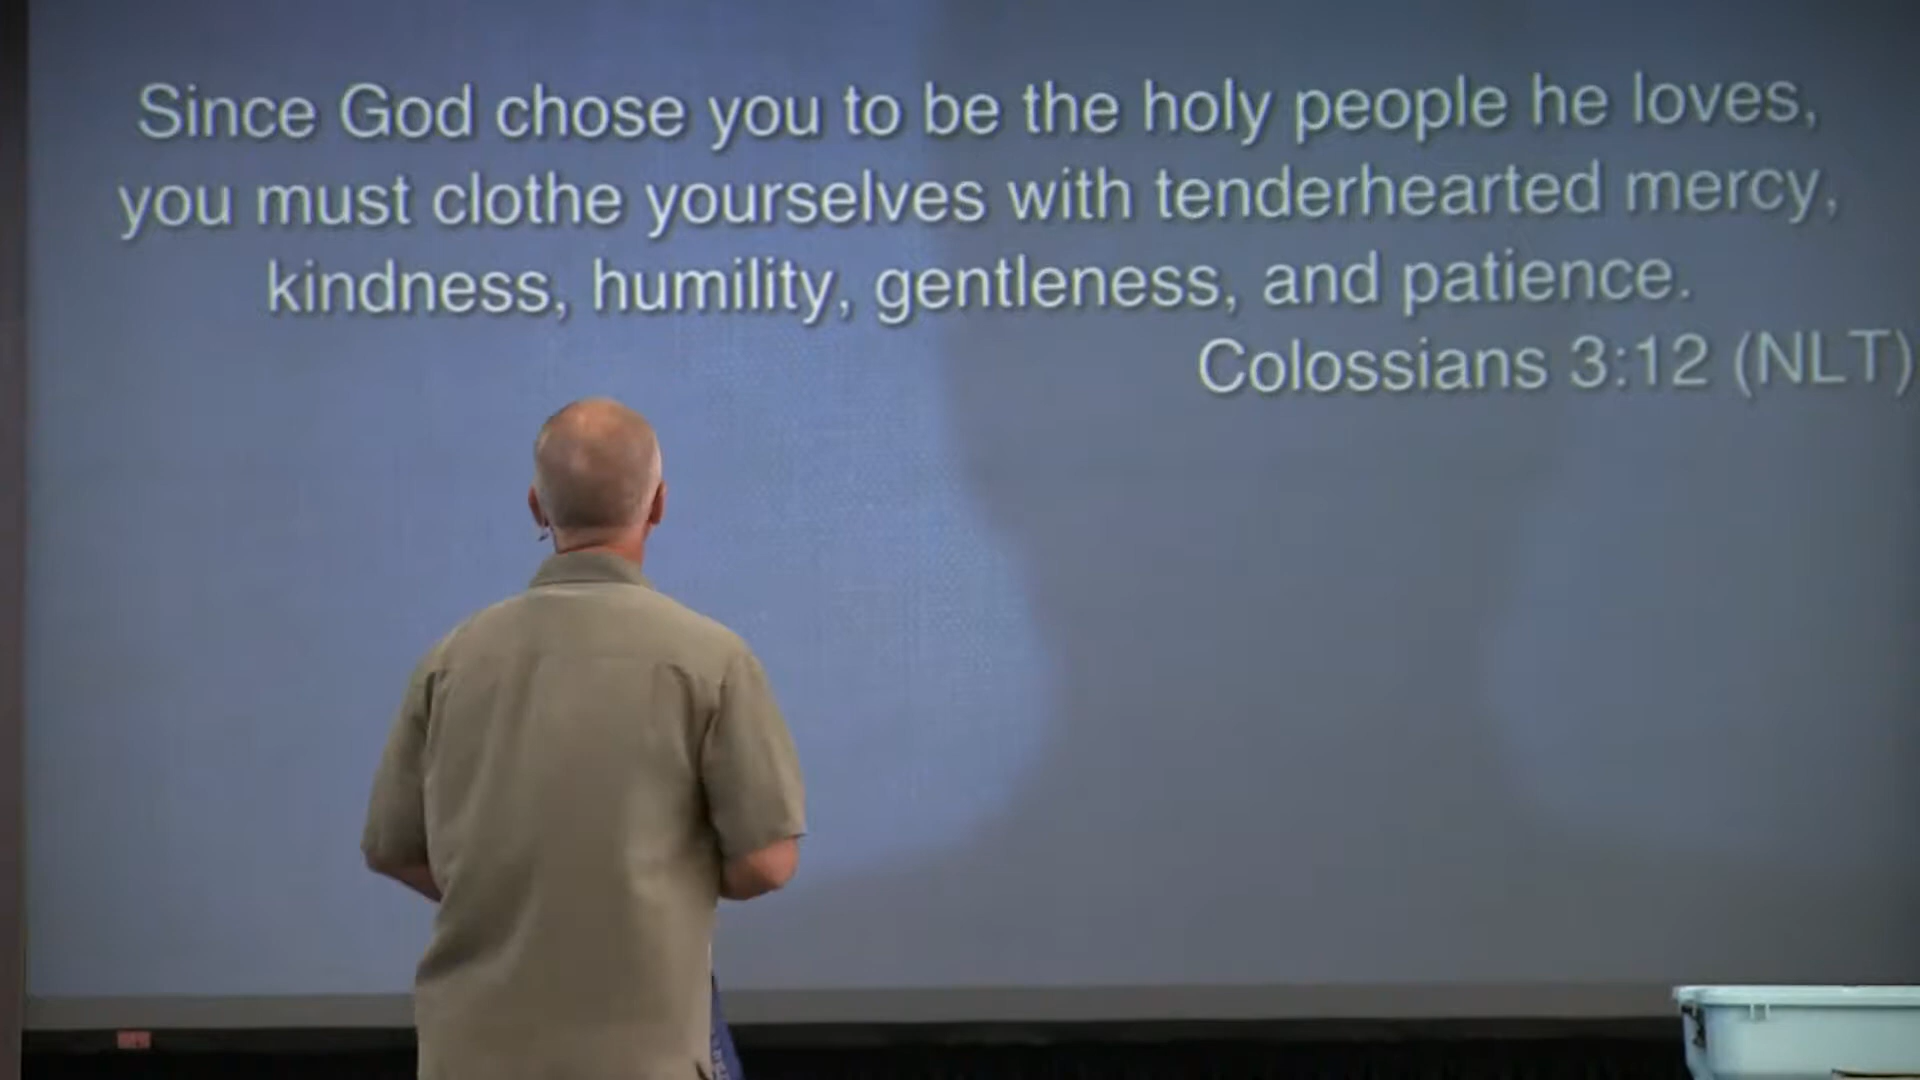 Since God chose you to be the holy people he loves,
you must clothe yourselves with tenderhearted mercy,
kindness, humility, gentleness, and patience.
Colossians 3:12 (NLT)